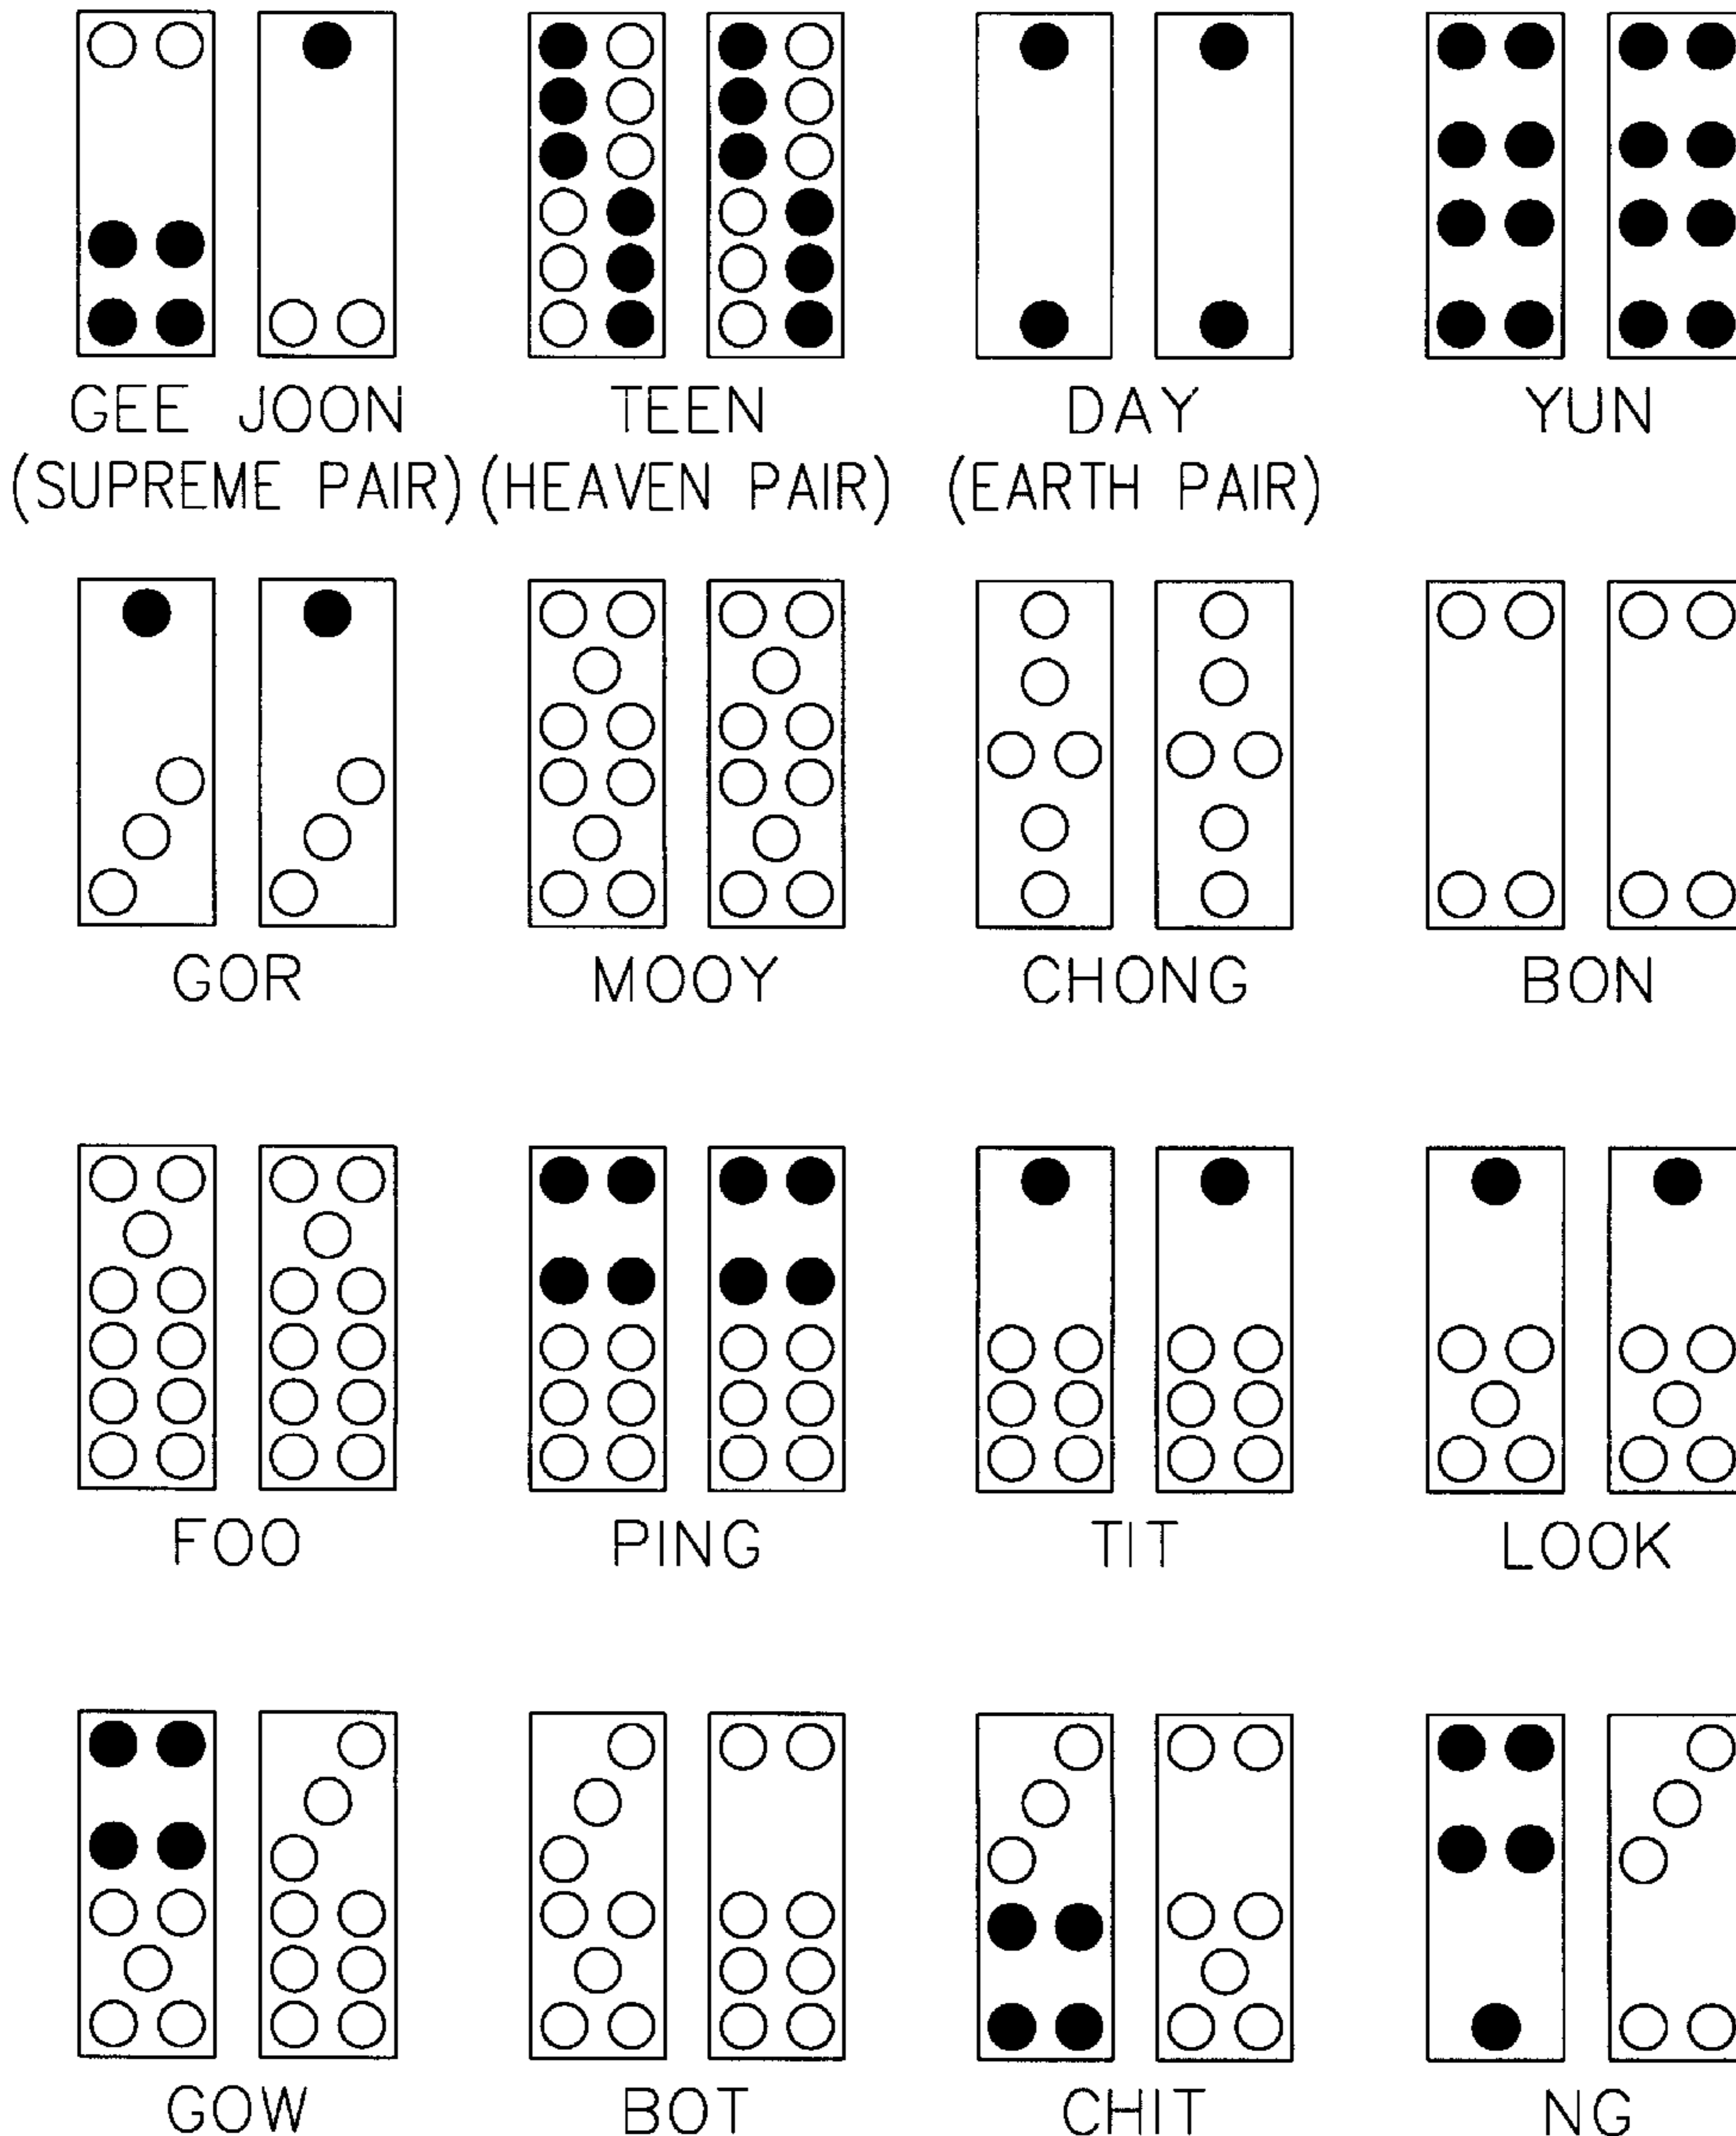 GEE JOON TEEN DAY YUN
(SUPREME PAIR) (HEAVEN PAIR) (EARTH PAIR)
GOR MOOY CHONG BON
FOO PING TIT LOOK
GOW BOT CHIT NG